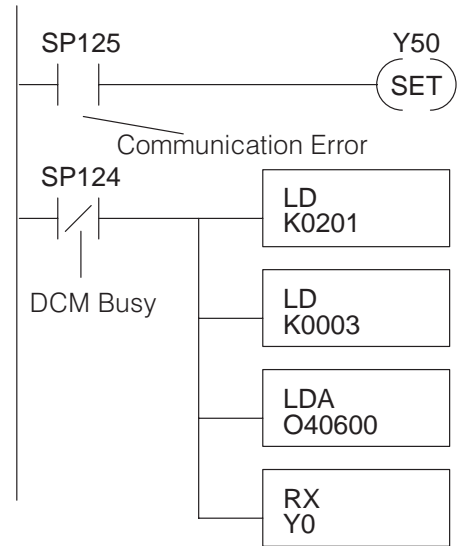 SP125
Y50
SET
Communication Error
SP124
DCM Busy
LD
K0201
LD
K0003
LDA
O40600
RX
Y0